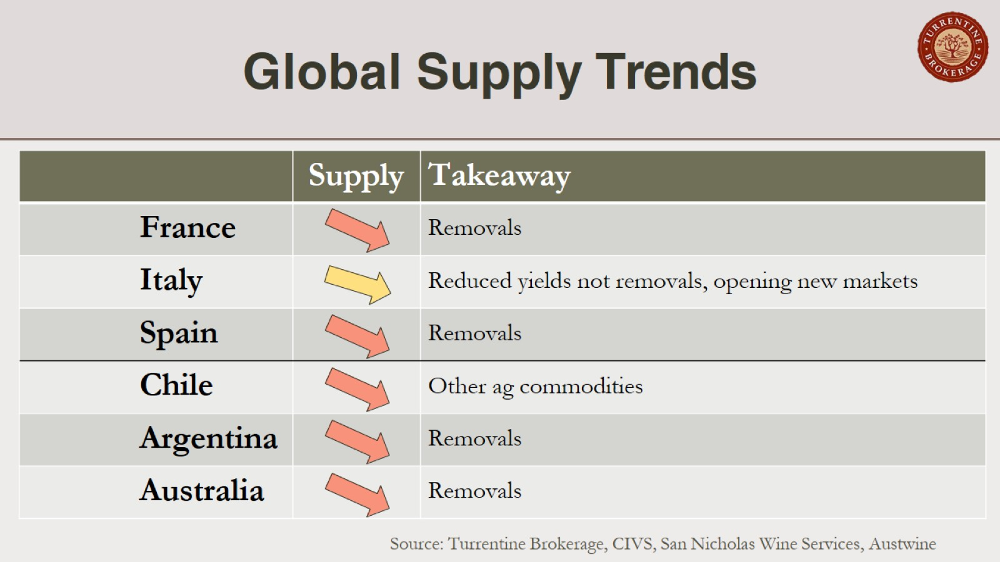 TURRENTINE
BROKERAGE
Global Supply Trends
Supply Takeaway
France Removals
Italy Reduced yields not removals, opening new markets
Spain Removals
Chile Other ag commodities
Argentina Removals
Australia Removals
Source: Turrentine Brokerage, CIVS, San Nicholas Wine Services, Austwine